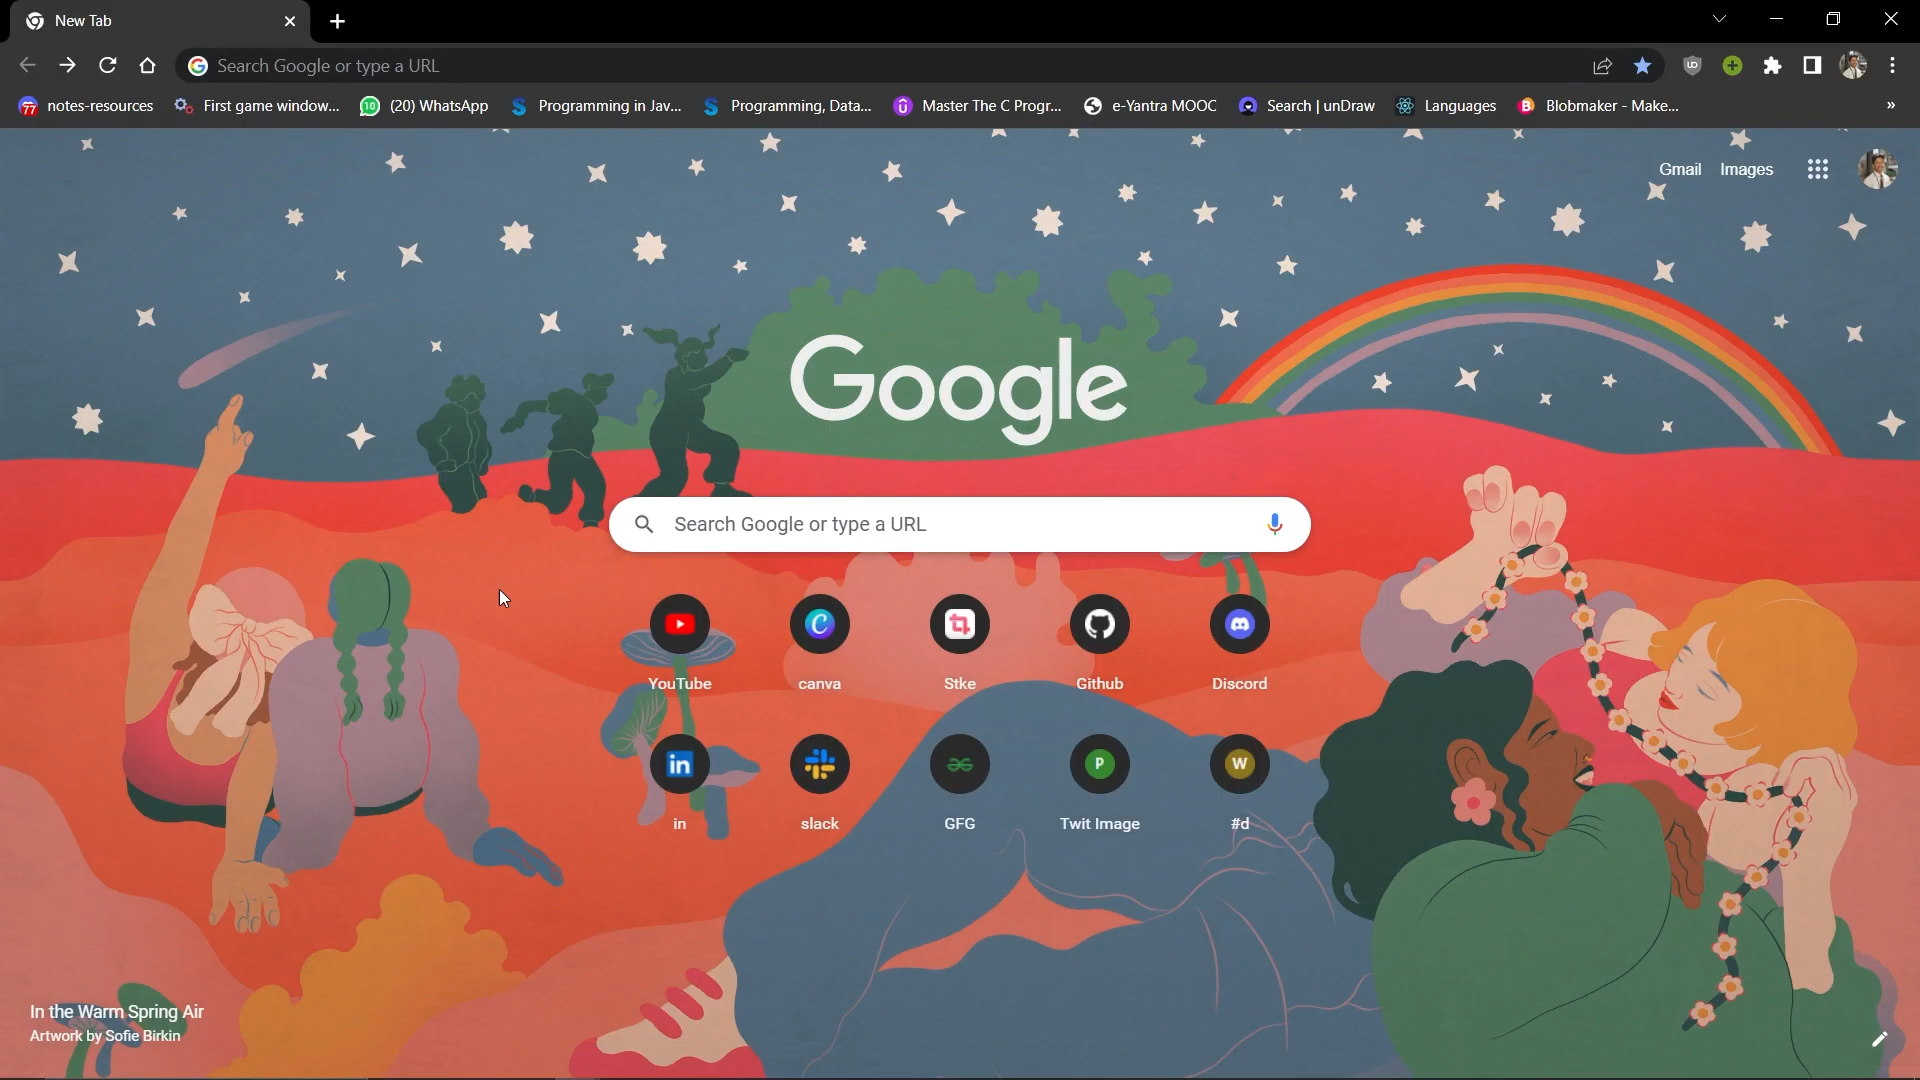 New Tab
Search Google or type a URL
notes-resources
First game window...
(20) WhatsApp
Programming in Jav...
Programming, Data...
Master The C Progr...
e-Yantra MOOC
Search | unDraw
Languages
Blobmaker - Make...
»
Gmail
Images
Google
Search Google or type a URL
YouTube
canva
Stke
Github
Discord
in
P
W
in
slack
GFG
Twit Image
#d
In the Warm Spring Air
Artwork by Sofie Birkin